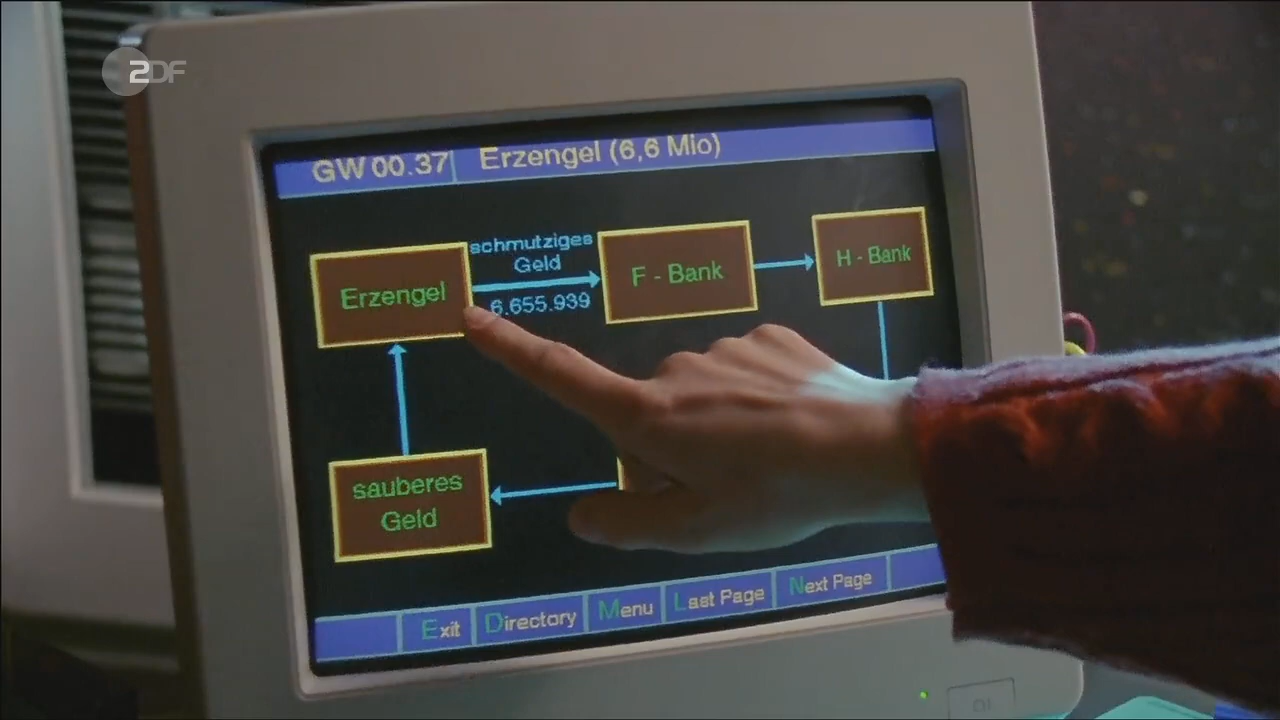 ZDF
GW 00.37
Erzengel (6,6 Mio)
Erzengel
schmutziges
Geld
6.655.939
F - Bank
H - Bank
sauberes
Geld
Exit
Directory
Menu
Last Page
Next Page